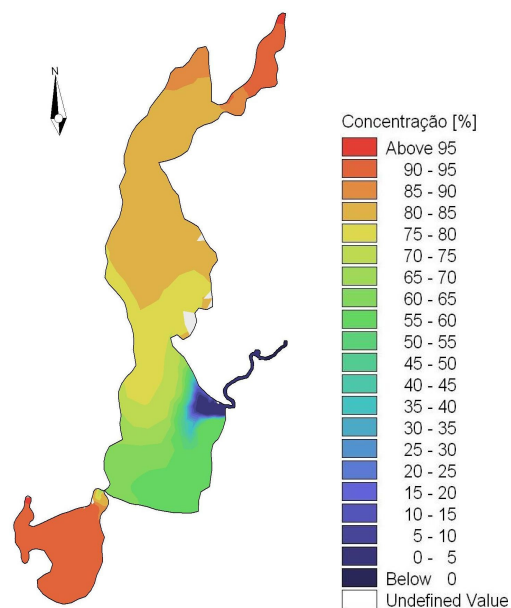 N
Concentração [%]
Above 95
90 - 95
85 - 90
80 - 85
75 - 80
70 - 75
65 - 70
60 - 65
55 - 60
50 - 55
45 - 50
40 - 45
35 - 40
30 - 35
25 - 30
20 - 25
15 - 20
10 - 15
5 - 10
0 - 5
Below 0
Undefined Value